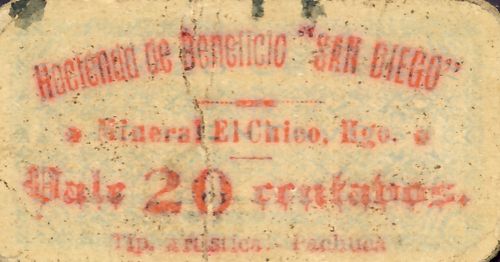 Hacienda de Beneficio "SAN DIEGO"
Mineral El Chico, Hgo.
Vale 20 centavos.
Tip. artistica.- Pachuca